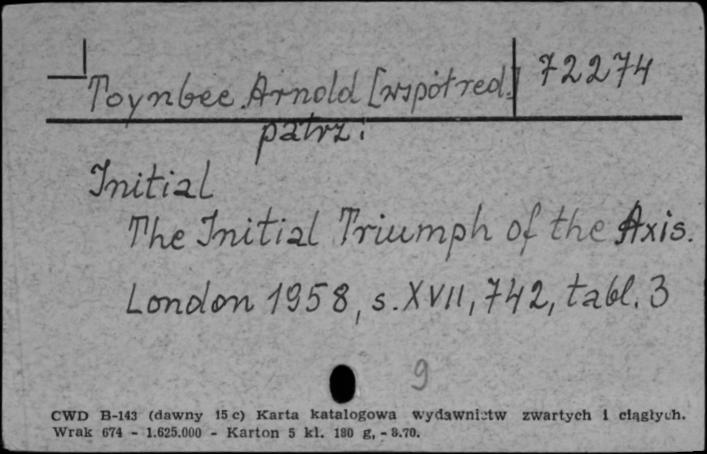 Toynbee Arnold [współred.] 72274
patrz:
Initial
The Initial Triumph of the Axis.
London 1958, s. XVII, 742, tabl. 3
9
CWD B-143 (dawny 15 c) Karta katalogowa wydawnictw zwartych i ciągłych.
Wrak 674 - 1.625.000 - Karton 5 kl. 180 g, - 8.70.